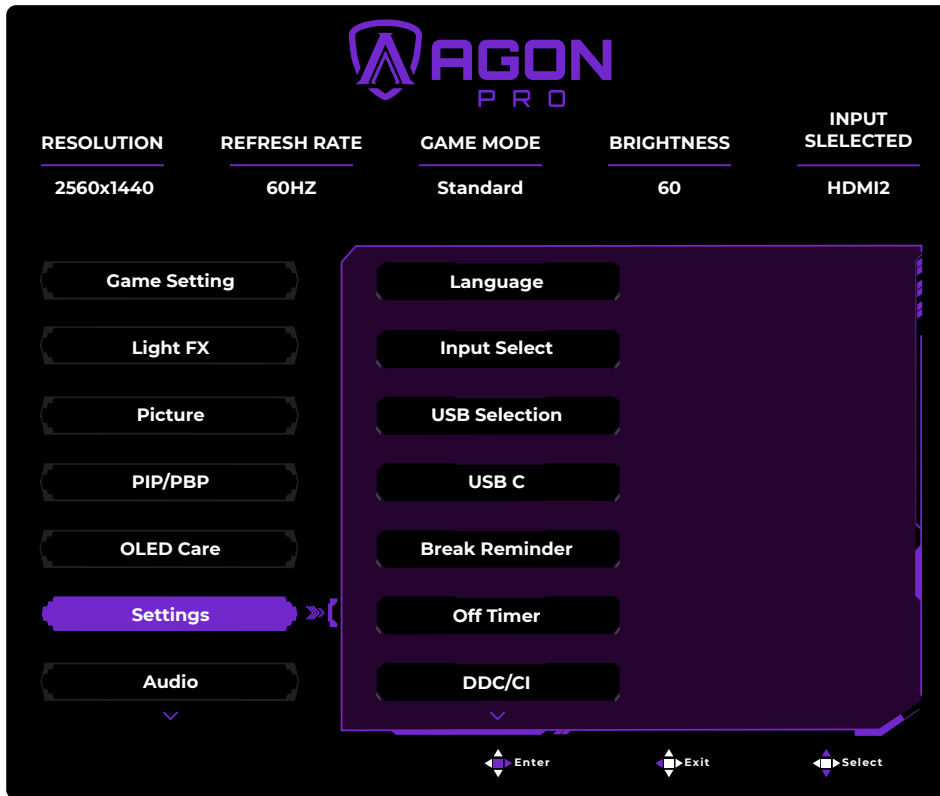 AGON
PRO
RESOLUTION
REFRESH RATE
GAME MODE
BRIGHTNESS
INPUT
SLELECTED
2560x1440
60HZ
Standard
60
HDMI2
Game Setting
Light FX
Picture
PIP/PBP
OLED Care
Settings
Audio
Language
Input Select
USB Selection
USB C
Break Reminder
Off Timer
DDC/CI
Enter
Exit
Select